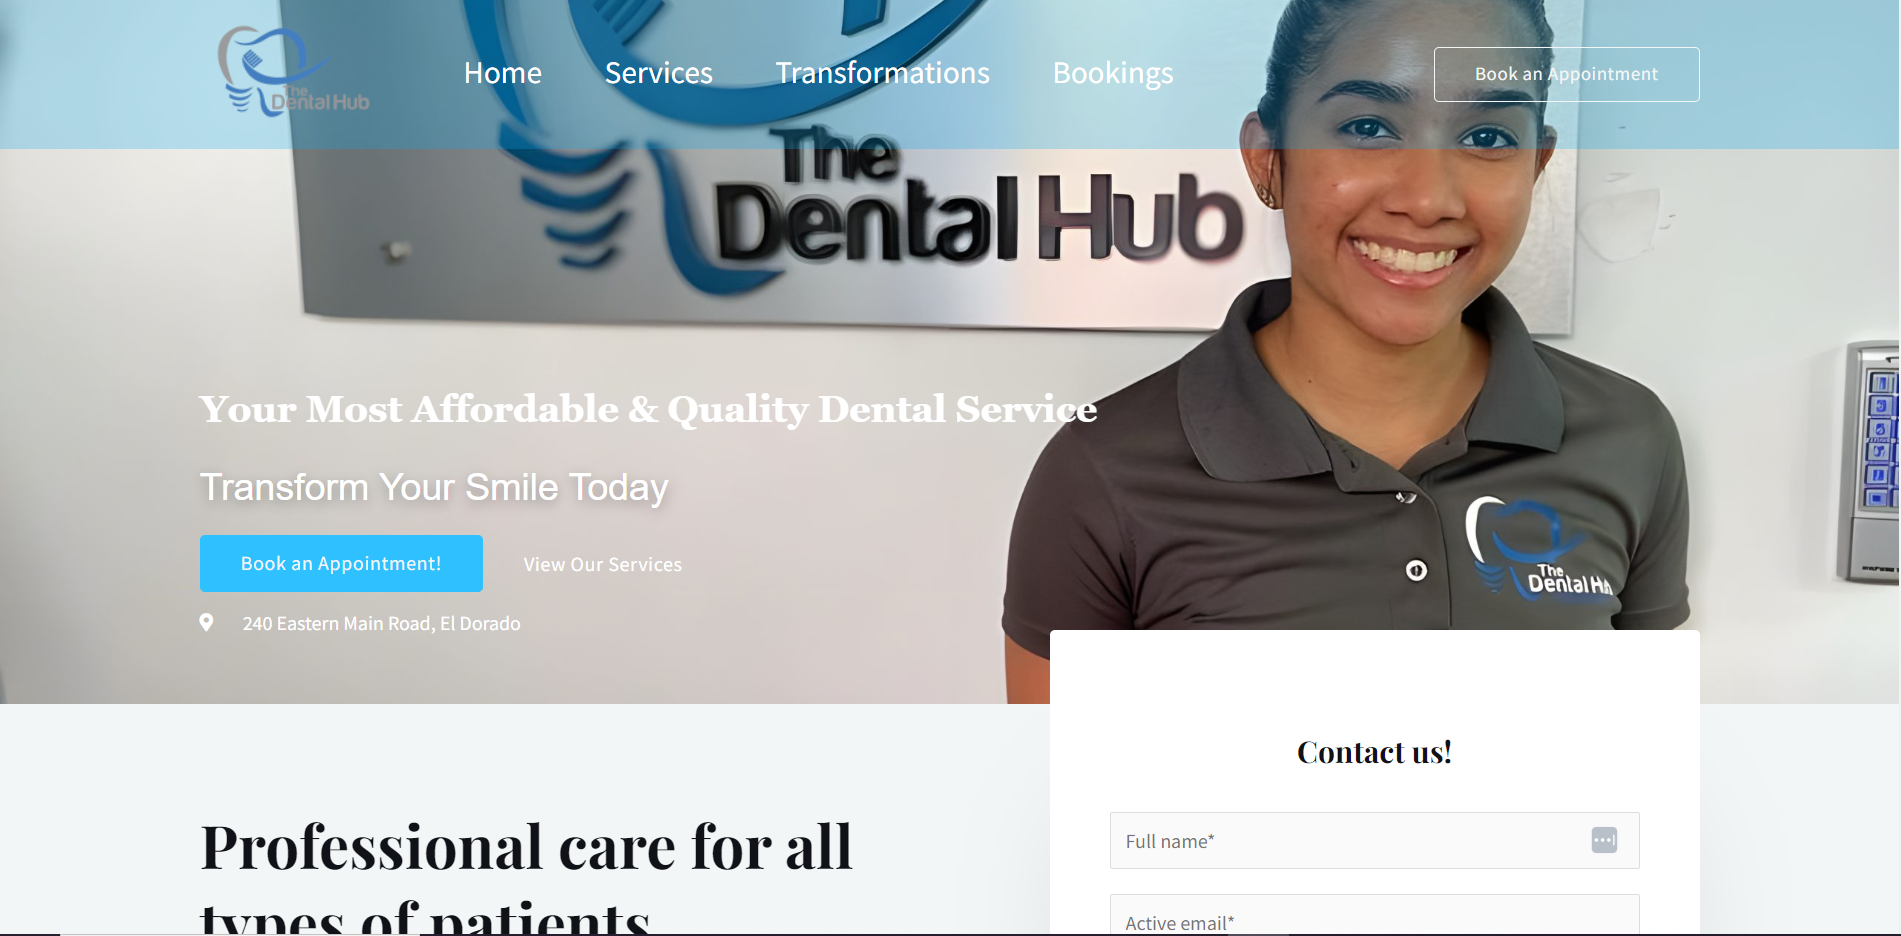 The
Dental Hub
Home
Services
Transformations
Bookings
Book an Appointment
The
Dental Hub
Your Most Affordable & Quality Dental Service
Transform Your Smile Today
Book an Appointment!
View Our Services
240 Eastern Main Road, El Dorado
The
Dental Hu
Contact us!
Full name*
Active email*
Professional care for all
types of patients